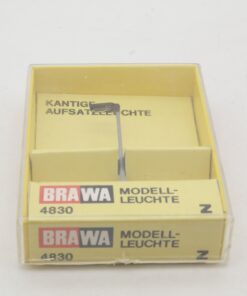 KANTIGE
AUFSATZLEUCHTE
BRAWA MODELL-
LEUCHTE
4830 N
BRAWA MODELL-
LEUCHTE
4830 N